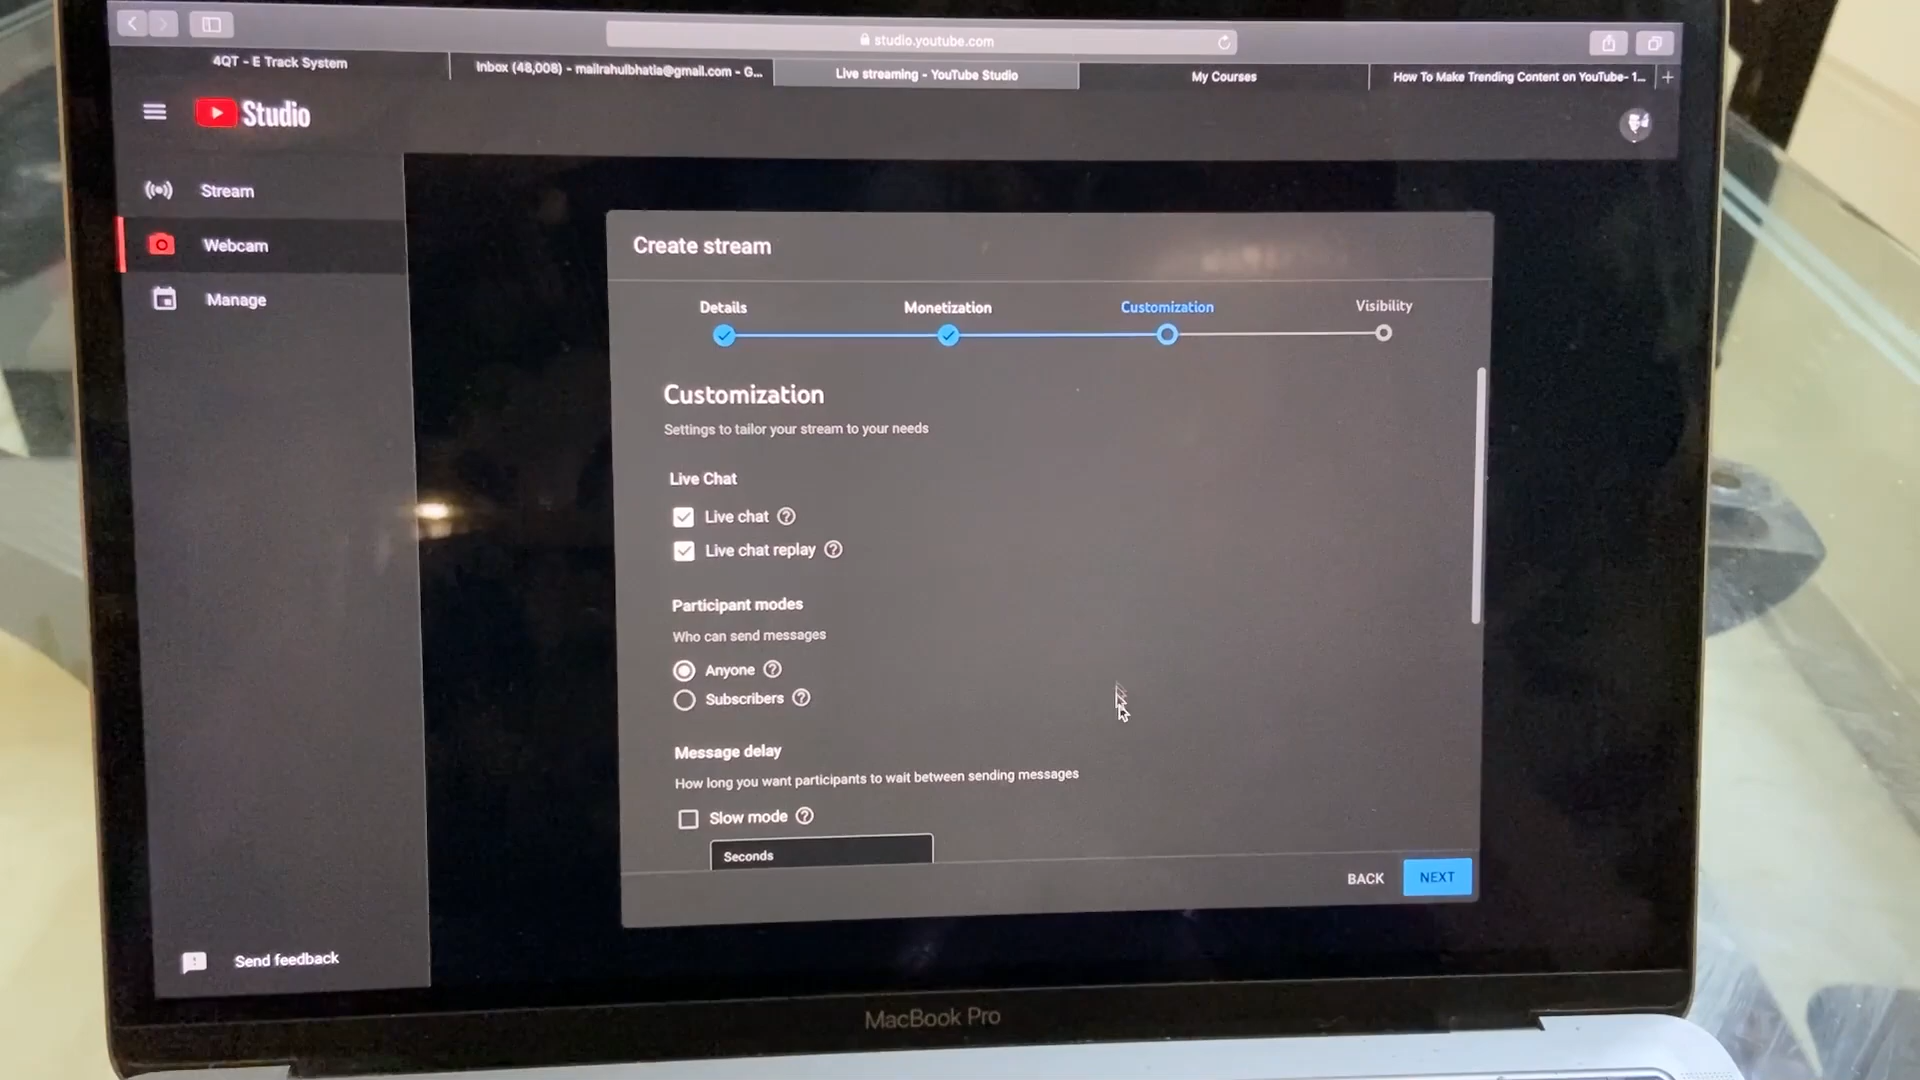 studio.youtube.com
4QT - E Track System
Inbox (48,008) - mailrahulbhatia@gmail.com - G...
Live streaming - YouTube Studio
My Courses
How To Make Trending Content on YouTube- 1...
Studio
Stream
Webcam
Manage
Create stream
Details
Monetization
Customization
Visibility
Customization
Settings to tailor your stream to your needs
Live Chat
Live chat
Live chat replay
Participant modes
Who can send messages
Anyone
Subscribers
Message delay
How long you want participants to wait between sending messages
Slow mode
Seconds
BACK
NEXT
Send feedback
MacBook Pro